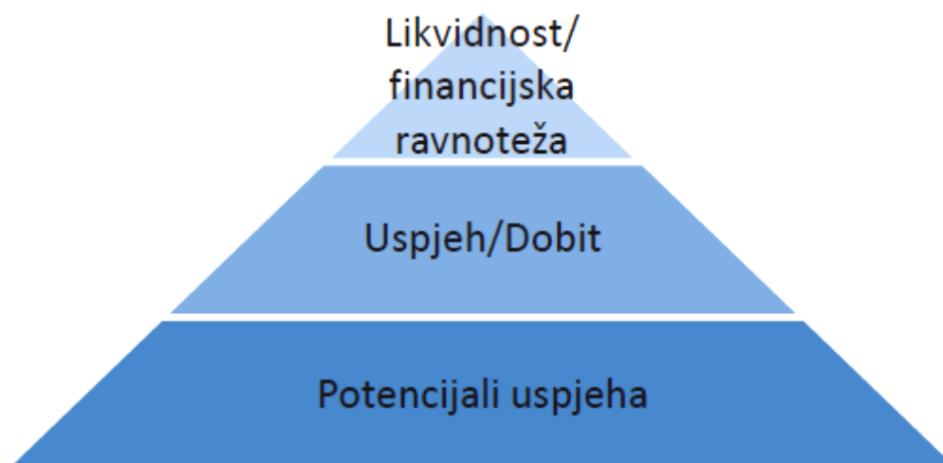 Likvidnost/
financijska
ravnoteža
Uspjeh/Dobit
Potencijali uspjeha